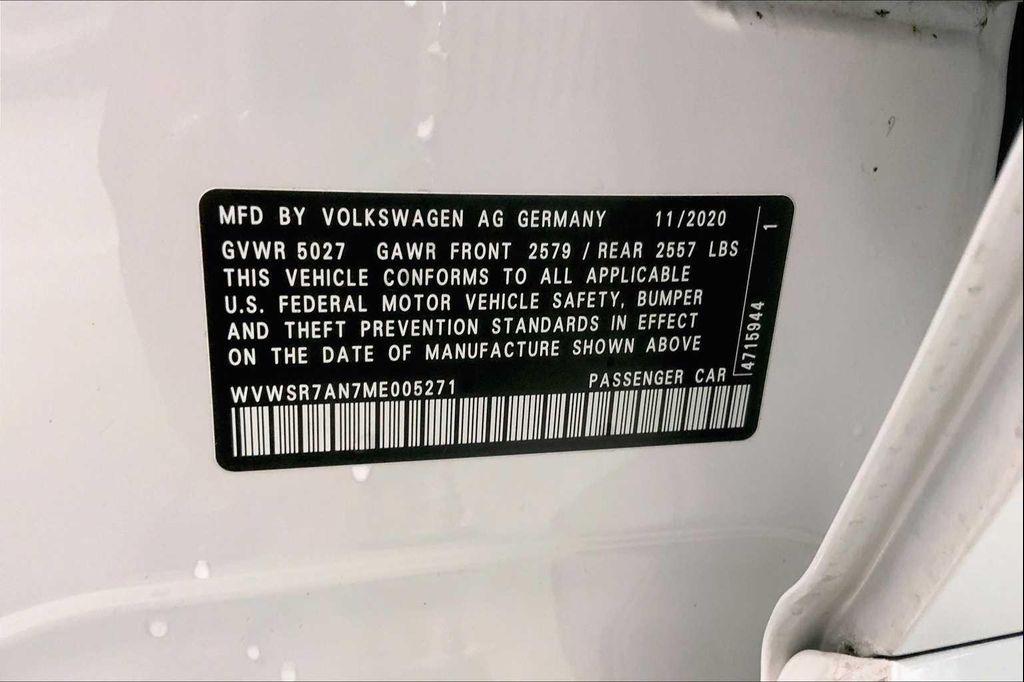 MFD BY VOLKSWAGEN AG GERMANY 11/2020
GVWR 5027 GAWR FRONT 2579 / REAR 2557 LBS
THIS VEHICLE CONFORMS TO ALL APPLICABLE
U.S. FEDERAL MOTOR VEHICLE SAFETY, BUMPER
AND THEFT PREVENTION STANDARDS IN EFFECT
ON THE DATE OF MANUFACTURE SHOWN ABOVE
WVWSR7AN7ME005271 PASSENGER CAR
4715944 1